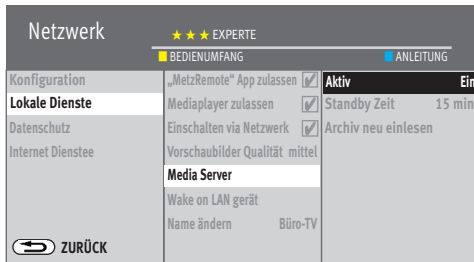 Netzwerk
EXPERTE
BEDIENUMFANG
ANLEITUNG
Konfiguration
Lokale Dienste
Datenschutz
Internet Dienstee
„MetzRemote“ App zulassen
Mediaplayer zulassen
Einschalten via Netzwerk
Vorschaubilder Qualität mittel
Media Server
Wake on LAN gerät
Name ändern Büro-TV
Aktiv Ein
Standby Zeit 15 min
Archiv neu einlesen
ZURÜCK